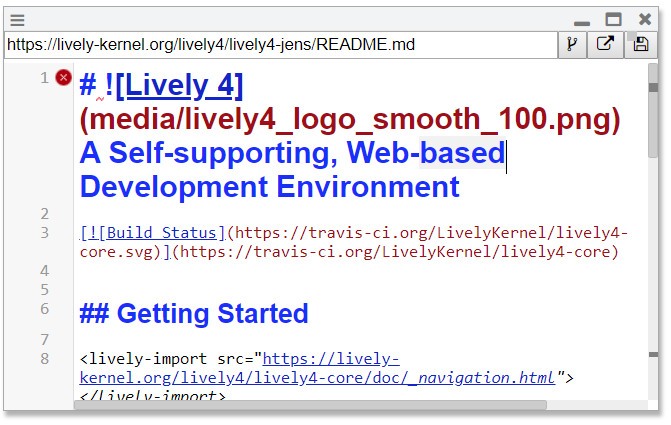 https://lively-kernel.org/lively4/lively4-jens/README.md
1 # ![Lively 4]
(media/lively4_logo_smooth_100.png)
A Self-supporting, Web-based
Development Environment
2
3 [![Build Status](https://travis-ci.org/LivelyKernel/lively4-
core.svg)](https://travis-ci.org/LivelyKernel/lively4-core)
4
5
6 ## Getting Started
7
8 <lively-import src="https://lively-
kernel.org/lively4/lively4-core/doc/_navigation.html">
</lively-import>